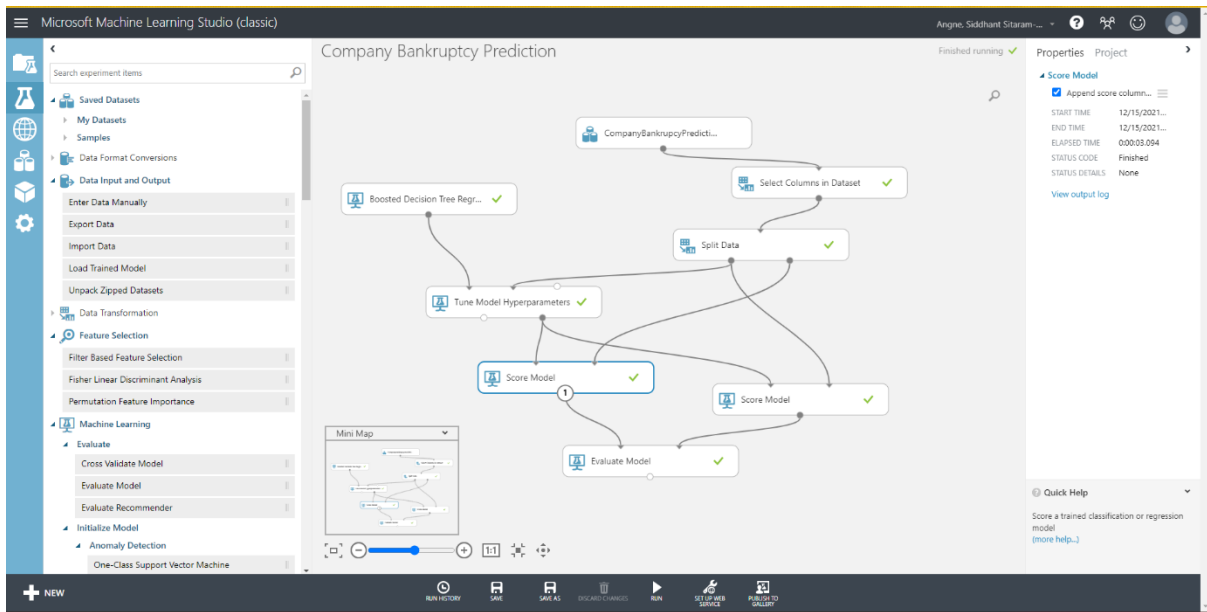 Microsoft Machine Learning Studio (classic)
Angne, Siddhant Sitaram-...
Search experiment items
Saved Datasets
My Datasets
Samples
Data Format Conversions
Data Input and Output
Enter Data Manually
Export Data
Import Data
Load Trained Model
Unpack Zipped Datasets
Data Transformation
Feature Selection
Filter Based Feature Selection
Fisher Linear Discriminant Analysis
Permutation Feature Importance
Machine Learning
Evaluate
Cross Validate Model
Evaluate Model
Evaluate Recommender
Initialize Model
Anomaly Detection
One-Class Support Vector Machine
Company Bankruptcy Prediction
Finished running
CompanyBankrupcyPredicti...
Select Columns in Dataset
Boosted Decision Tree Regr...
Split Data
Tune Model Hyperparameters
Score Model
1
Score Model
Evaluate Model
Mini Map
1:1
Properties Project
Score Model
Append score column...
START TIME 12/15/2021...
END TIME 12/15/2021...
ELAPSED TIME 0:00:03.094
STATUS CODE Finished
STATUS DETAILS None
View output log
Quick Help
Score a trained classification or regression
model
(more help...)
NEW
RUN HISTORY
SAVE
SAVE AS
DISCARD CHANGES
RUN
SET UP WEB
SERVICE
PUBLISH TO
GALLERY